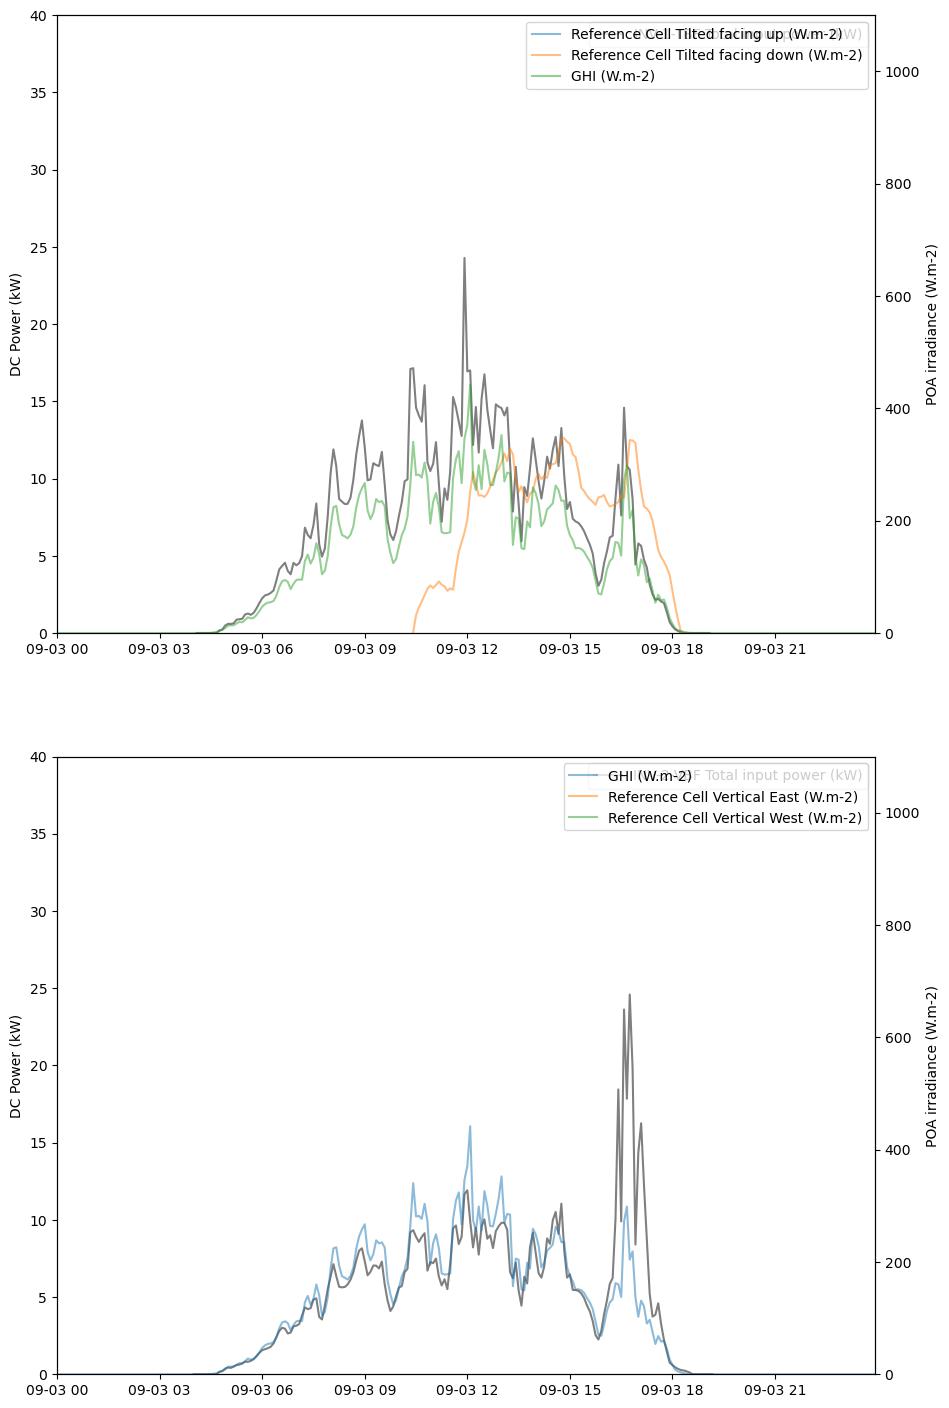 40
35
30
25
20
15
10
5
0
DC Power (kW)
Reference Cell Tilted facing up (W.m-2)
Reference Cell Tilted facing down (W.m-2)
GHI (W.m-2)
1000
800
600
400
200
0
POA irradiance (W.m-2)
09-03 00 09-03 03 09-03 06 09-03 09 09-03 12 09-03 15 09-03 18 09-03 21
40
35
30
25
20
15
10
5
0
DC Power (kW)
GHI (W.m-2) Total input power (kW)
Reference Cell Vertical East (W.m-2)
Reference Cell Vertical West (W.m-2)
1000
800
600
400
200
0
POA irradiance (W.m-2)
09-03 00 09-03 03 09-03 06 09-03 09 09-03 12 09-03 15 09-03 18 09-03 21